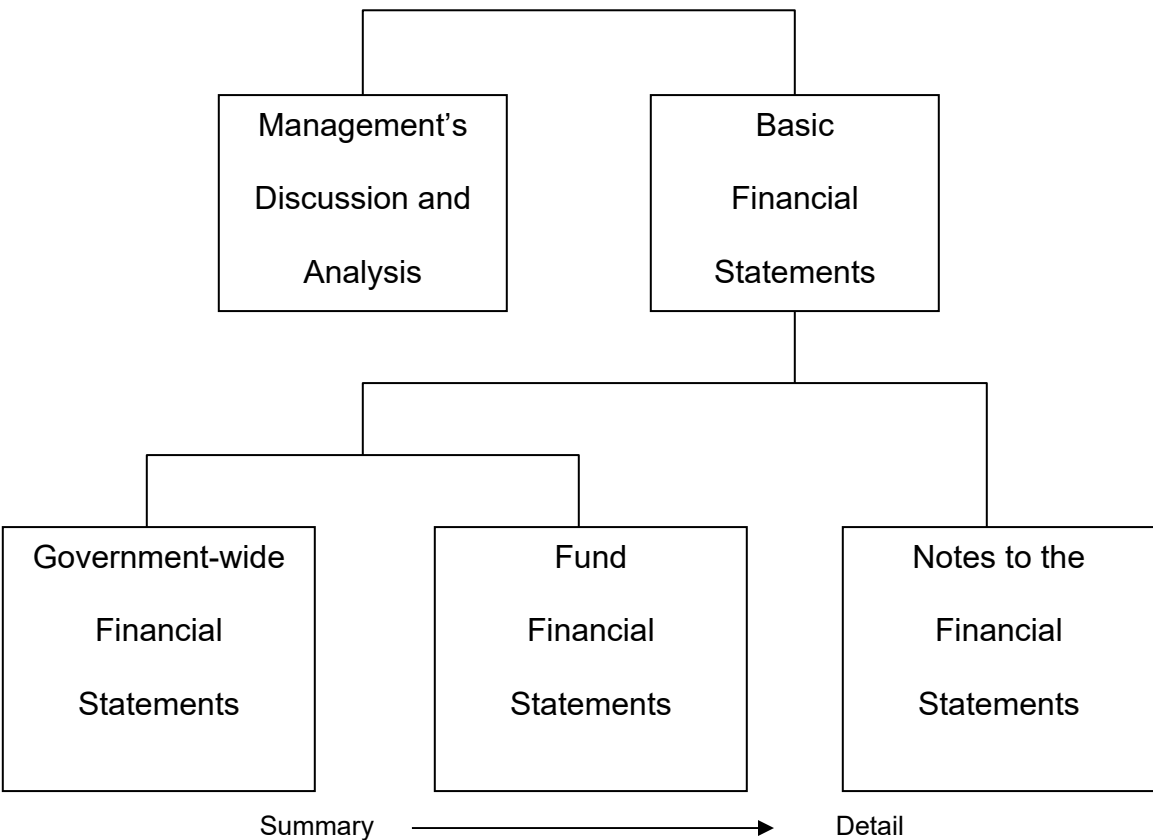 Management’s
Discussion and
Analysis
Basic
Financial
Statements
Government-wide
Financial
Statements
Fund
Financial
Statements
Notes to the
Financial
Statements
Summary
Detail